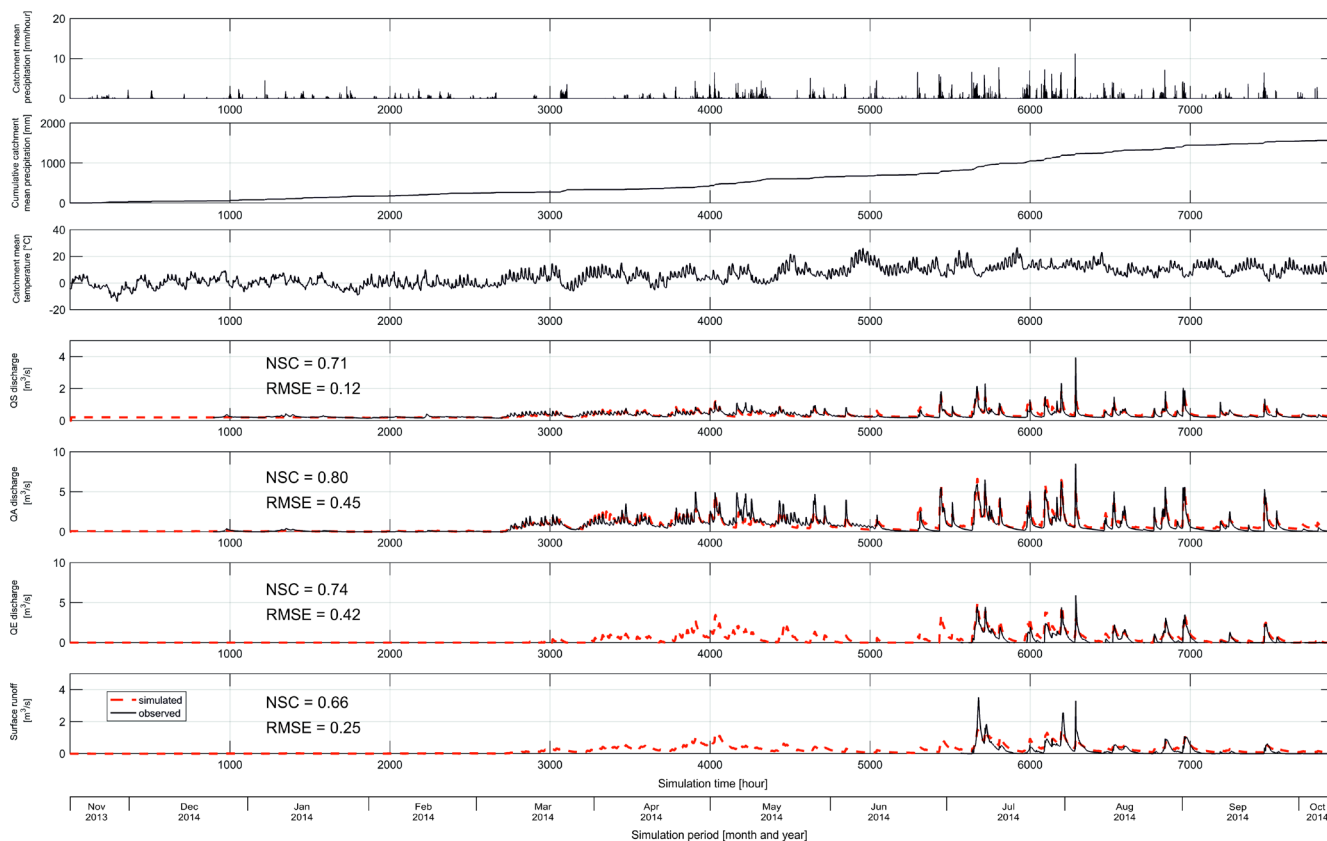 Catchment mean
precipitation [mm/hour]
20
10
0
1000 2000 3000 4000 5000 6000 7000
Cumulative catchment
mean precipitation [mm]
2000
1000
0
1000 2000 3000 4000 5000 6000 7000
Catchment mean
temperature [°C]
40
20
0
-20
1000 2000 3000 4000 5000 6000 7000
QS discharge
[m³/s]
4
2
0
NSC = 0.71
RMSE = 0.12
1000 2000 3000 4000 5000 6000 7000
QA discharge
[m³/s]
10
5
0
NSC = 0.80
RMSE = 0.45
1000 2000 3000 4000 5000 6000 7000
QE discharge
[m³/s]
10
5
0
NSC = 0.74
RMSE = 0.42
1000 2000 3000 4000 5000 6000 7000
Surface runoff
[m³/s]
4
2
0
simulated
observed
NSC = 0.66
RMSE = 0.25
1000 2000 3000 4000 5000 6000 7000
Simulation time [hour]
Nov Dec Jan Feb Mar Apr May Jun Jul Aug Sep Oct
2013 2014 2014 2014 2014 2014 2014 2014 2014 2014 2014 2014
Simulation period [month and year]